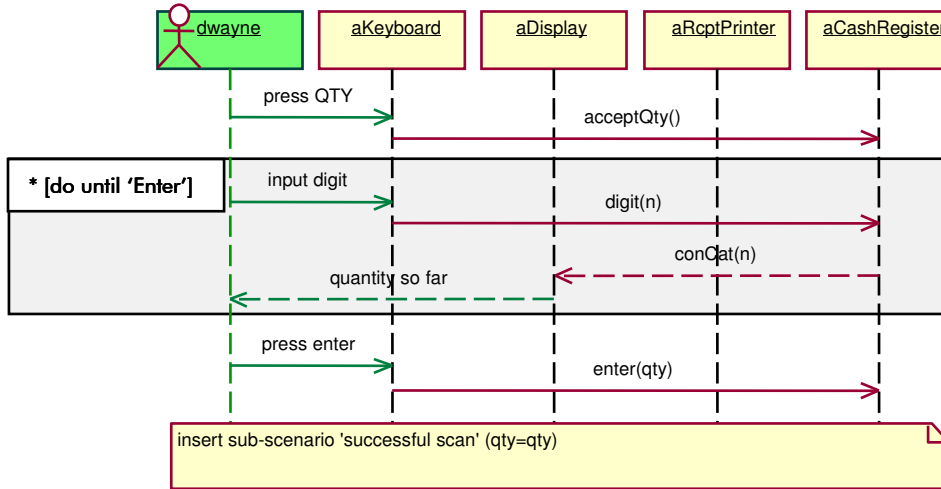 dwayne
aKeyboard
aDisplay
aRcptPrinter
aCashRegister
press QTY
acceptQty()
* [do until ‘Enter’]
input digit
digit(n)
conCat(n)
quantity so far
press enter
enter(qty)
insert sub-scenario 'successful scan' (qty=qty)